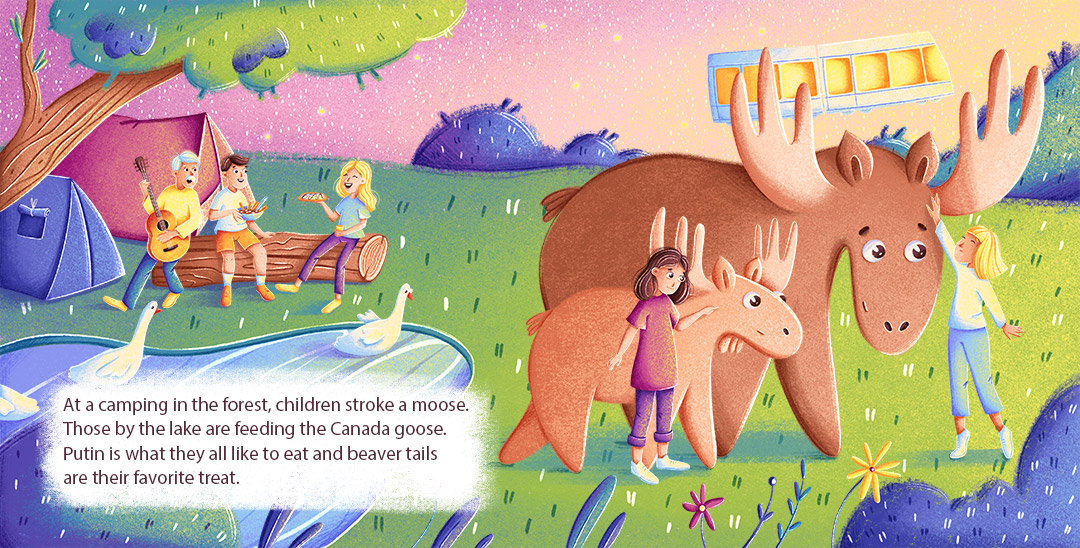 At a camping in the forest, children stroke a moose.
Those by the lake are feeding the Canada goose.
Putin is what they all like to eat and beaver tails
are their favorite treat.